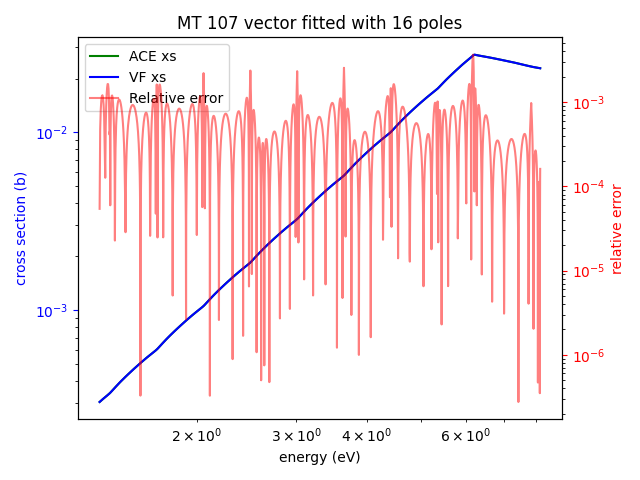 MT 107 vector fitted with 16 poles
ACE xs
VF xs
Relative error
10⁻²
10⁻³
cross section (b)
10⁻³
10⁻⁴
10⁻⁵
10⁻⁶
relative error
2 × 10⁰
3 × 10⁰
4 × 10⁰
6 × 10⁰
energy (eV)